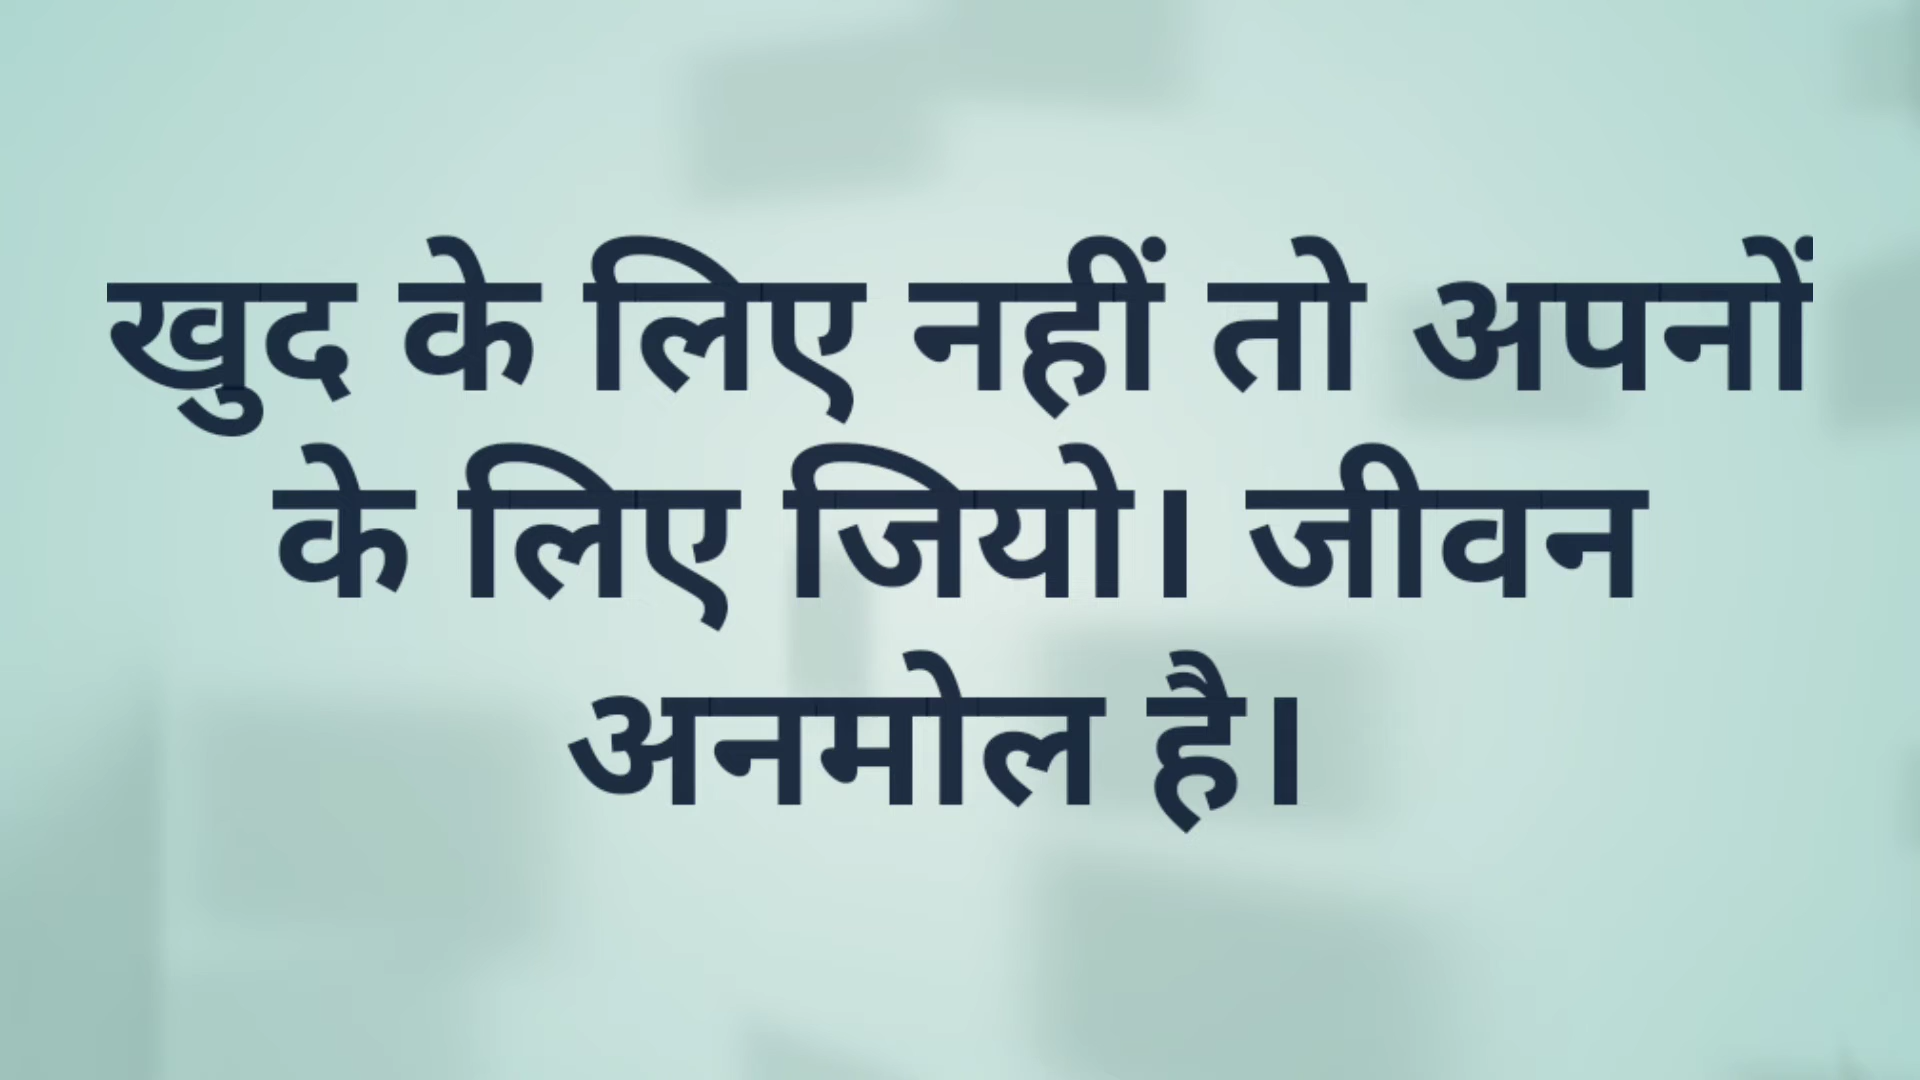 खुद के लिए नहीं तो अपनों
के लिए जियो। जीवन
अनमोल है।